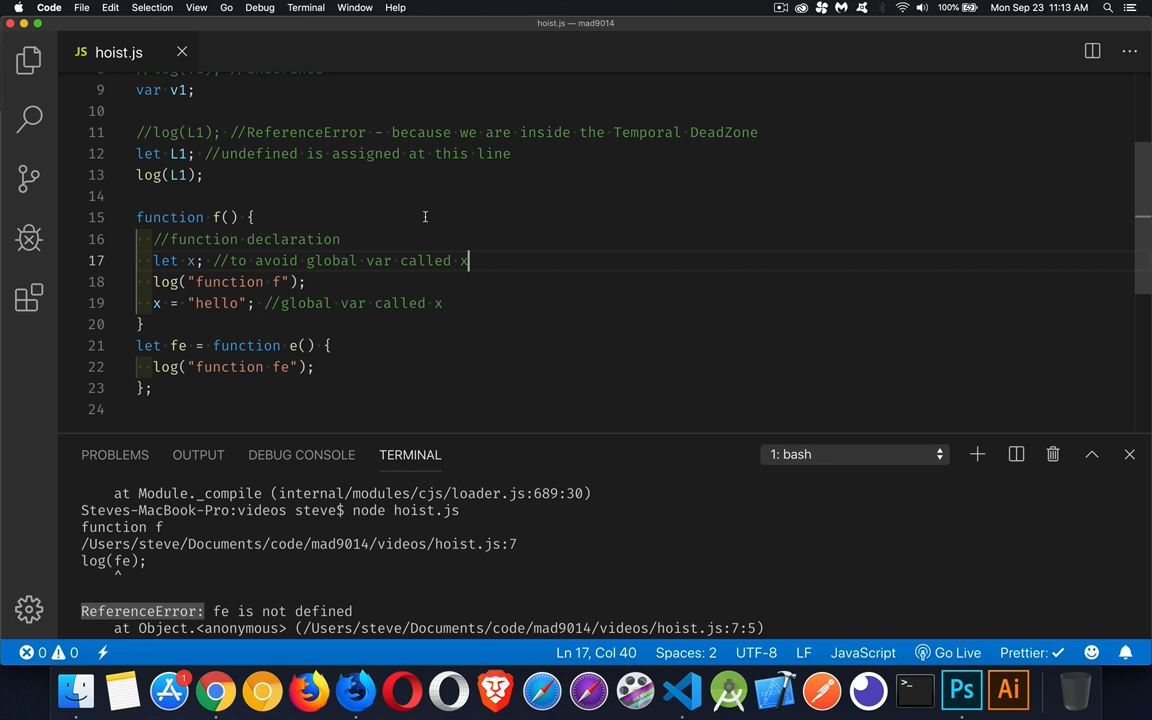 Code File Edit Selection View Go Debug Terminal Window Help 100% Mon Sep 23 11:13 AM
hoist.js — mad9014
JS hoist.js
9 var v1;
10
11 //log(L1); //ReferenceError - because we are inside the Temporal DeadZone
12 let L1; //undefined is assigned at this line
13 log(L1);
14
15 function f() {
16 //function declaration
17 let x; //to avoid global var called x
18 log("function f");
19 x = "hello"; //global var called x
20 }
21 let fe = function e() {
22 log("function fe");
23 };
24
PROBLEMS OUTPUT DEBUG CONSOLE TERMINAL 1: bash
at Module._compile (internal/modules/cjs/loader.js:689:30)
Steves-MacBook-Pro:videos steve$ node hoist.js
function f
/Users/steve/Documents/code/mad9014/videos/hoist.js:7
log(fe);
^
ReferenceError: fe is not defined
at Object.<anonymous> (/Users/steve/Documents/code/mad9014/videos/hoist.js:7:5)
0 0 Ln 17, Col 40 Spaces: 2 UTF-8 LF JavaScript Go Live Prettier: ✓
1 >_ Ps Ai